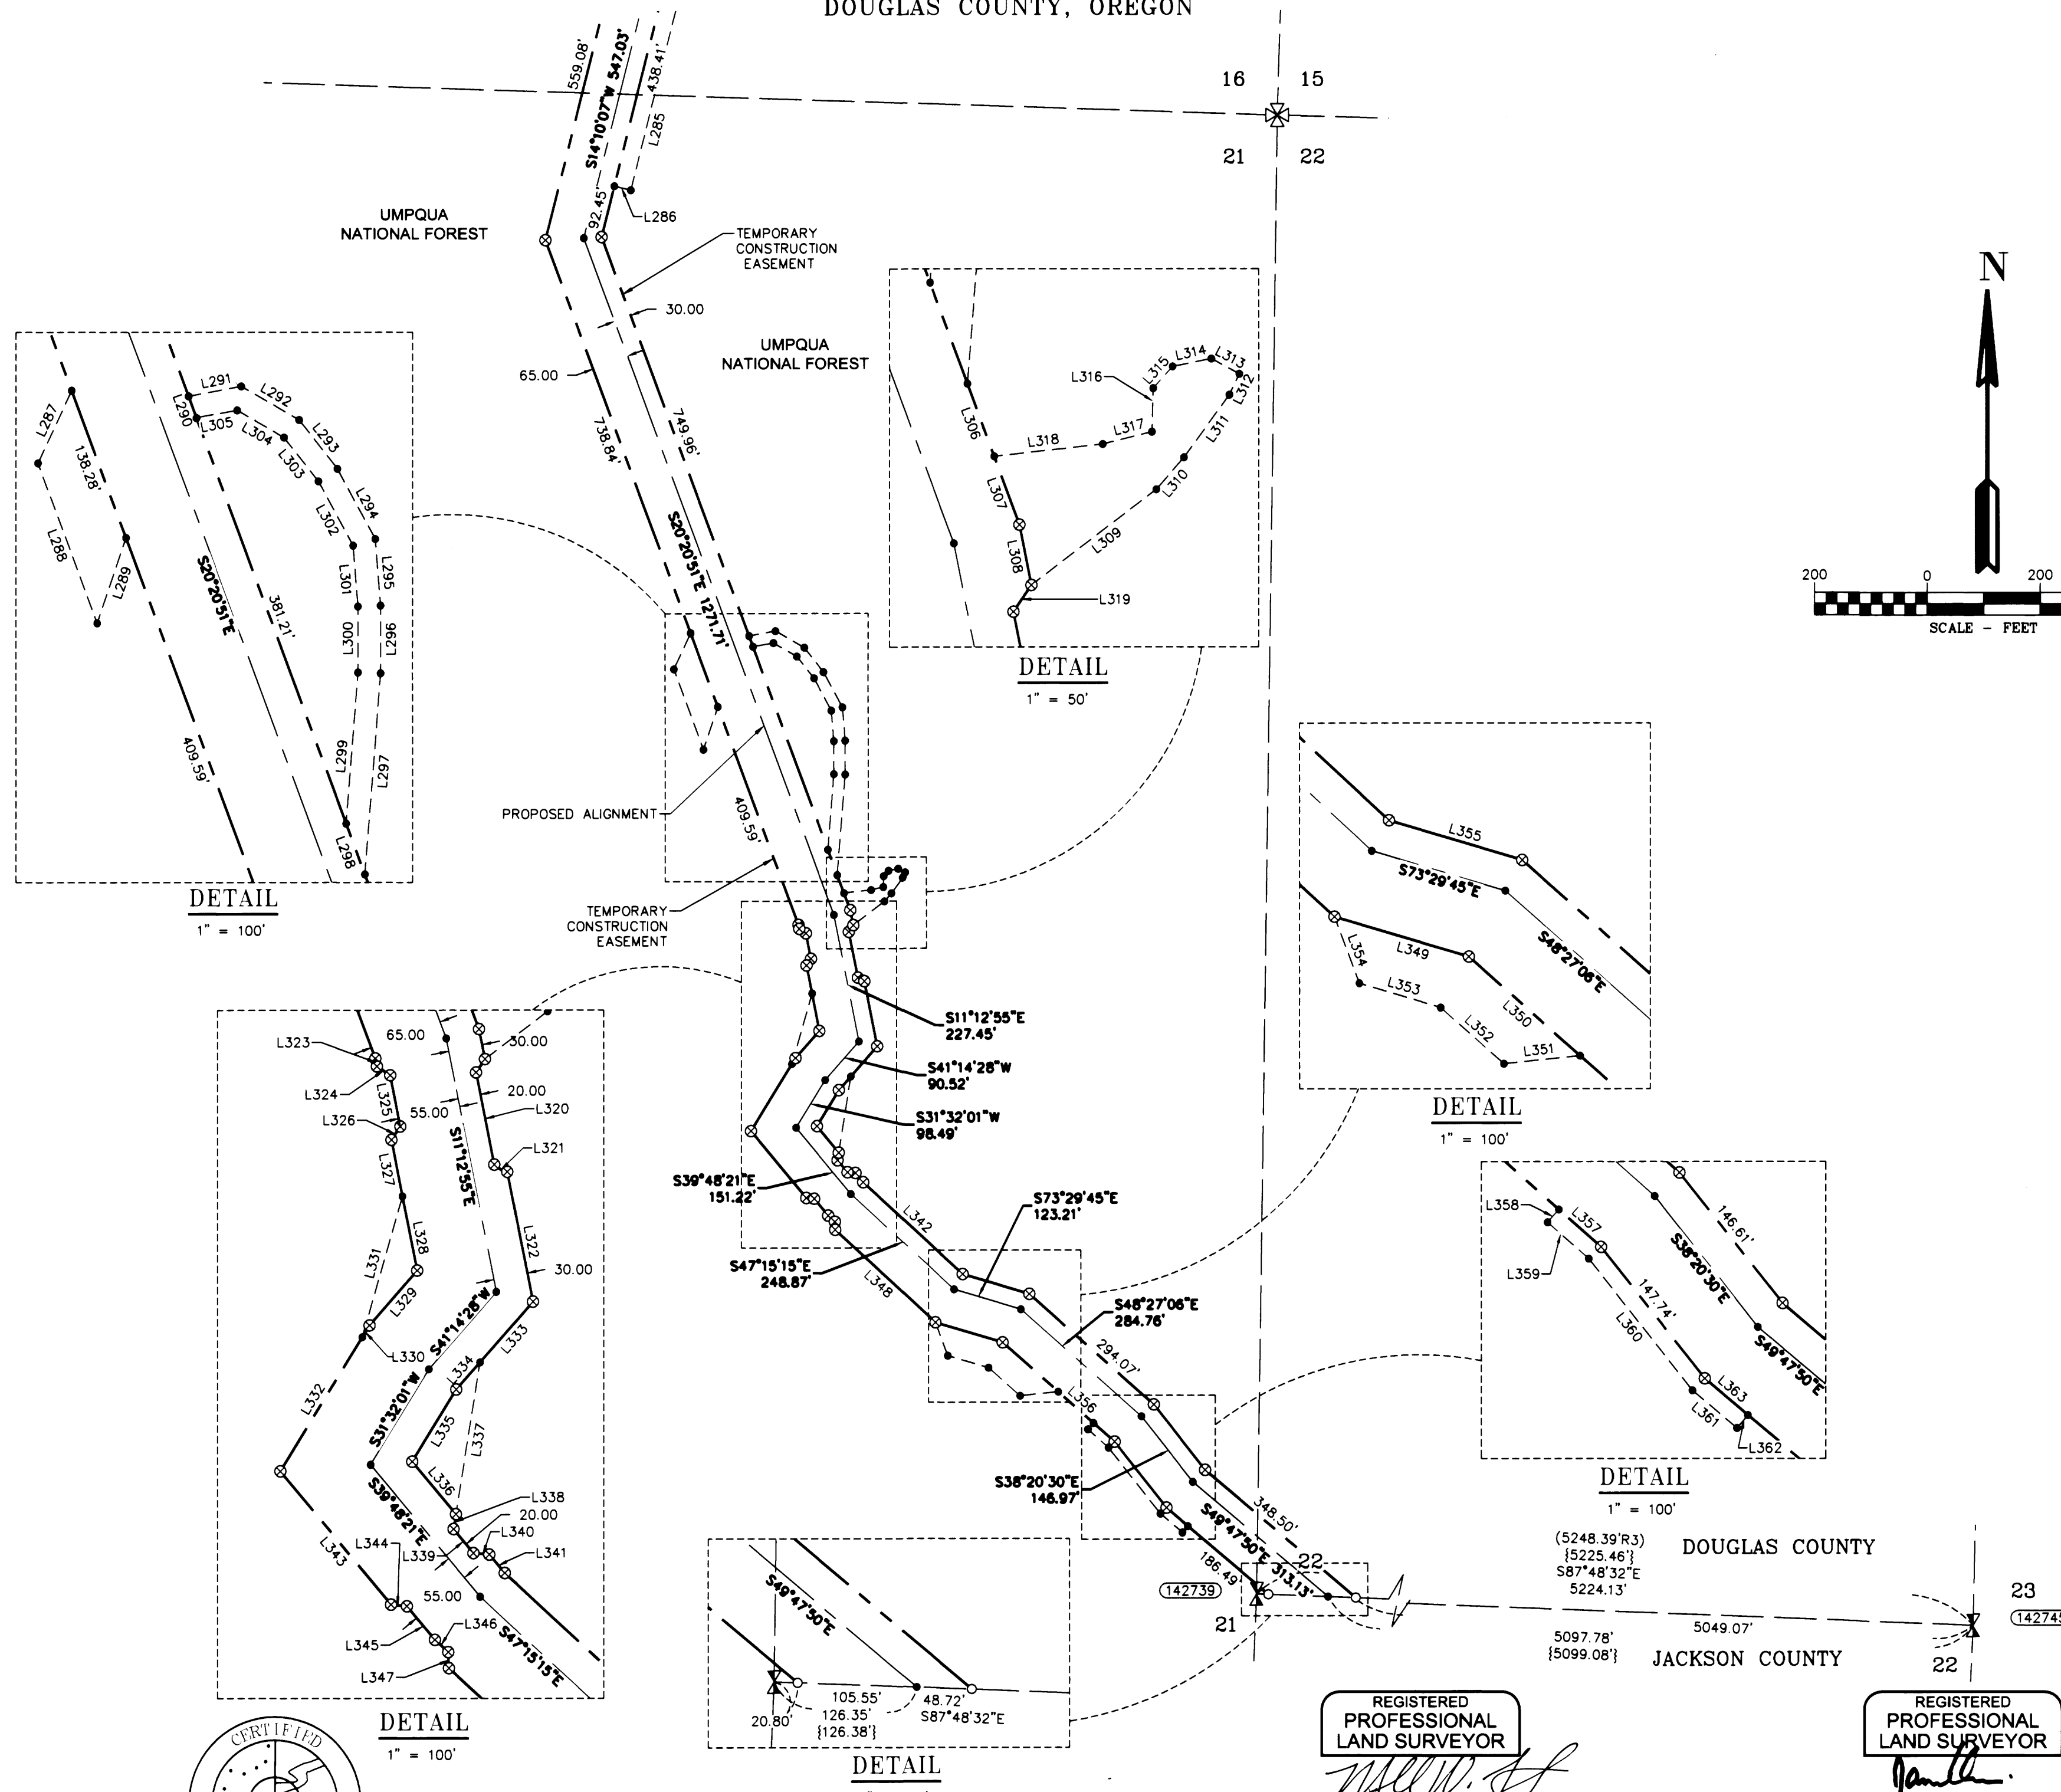 DOUGLAS COUNTY, OREGON
559.08'
S14°10'07"W 547.03'
438.41'
L285
16
15
21
22
92.45'
L286
UMPQUA
NATIONAL FOREST
TEMPORARY
CONSTRUCTION
EASEMENT
30.00
UMPQUA
NATIONAL FOREST
65.00
738.84'
749.96'
S20°20'51"E 1271.71'
N
200
0
200
SCALE - FEET
L287
138.28'
L288
L289
L290
L291
L292
L293
L294
L295
L296
L297
L298
L299
L300
L301
L302
L303
L304
L305
S20°20'51"E
381.21'
409.59'
DETAIL
1" = 100'
L306
L307
L308
L309
L310
L311
L312
L313
L314
L315
L316
L317
L318
L319
DETAIL
1" = 50'
PROPOSED ALIGNMENT
409.59'
TEMPORARY
CONSTRUCTION
EASEMENT
L355
S73°29'45"E
L349
S48°27'06"E
L354
L353
L350
L352
L351
DETAIL
1" = 100'
S11°12'55"E
227.45'
S41°14'28"W
90.52'
S31°32'01"W
98.49'
S39°48'21"E
151.22'
L342
S73°29'45"E
123.21'
S47°15'15"E
248.87'
L348
S48°27'06"E
284.76'
294.07'
L356
S38°20'30"E
146.97'
S49°47'50"E 313.13'
348.50'
186.49'
65.00
30.00
L323
L324
L325
L326
55.00
20.00
L320
L321
L327
S11°12'55"E
L328
L322
L331
30.00
L329
L330
S41°14'28"W
L333
L334
L332
S31°32'01"W
L335
L337
L336
S39°48'21"E
L338
20.00
L340
L339
L341
L343
L344
55.00
L345
L346
L347
S47°15'15"E
DETAIL
1" = 100'
L358
L357
L359
146.61'
S38°20'30"E
147.74'
L360
L363
L361
L362
S49°47'50"E
DETAIL
1" = 100'
22
142739
21
(5248.39'R3)
{5225.46'}
S87°48'32"E
5224.13'
DOUGLAS COUNTY
23
5049.07'
5097.78'
{5099.08'}
JACKSON COUNTY
22
S49°47'50"E
105.55'
48.72'
20.80'
126.35'
S87°48'32"E
{126.38'}
DETAIL
CERTIFIED
REGISTERED
PROFESSIONAL
LAND SURVEYOR
REGISTERED
PROFESSIONAL
LAND SURVEYOR